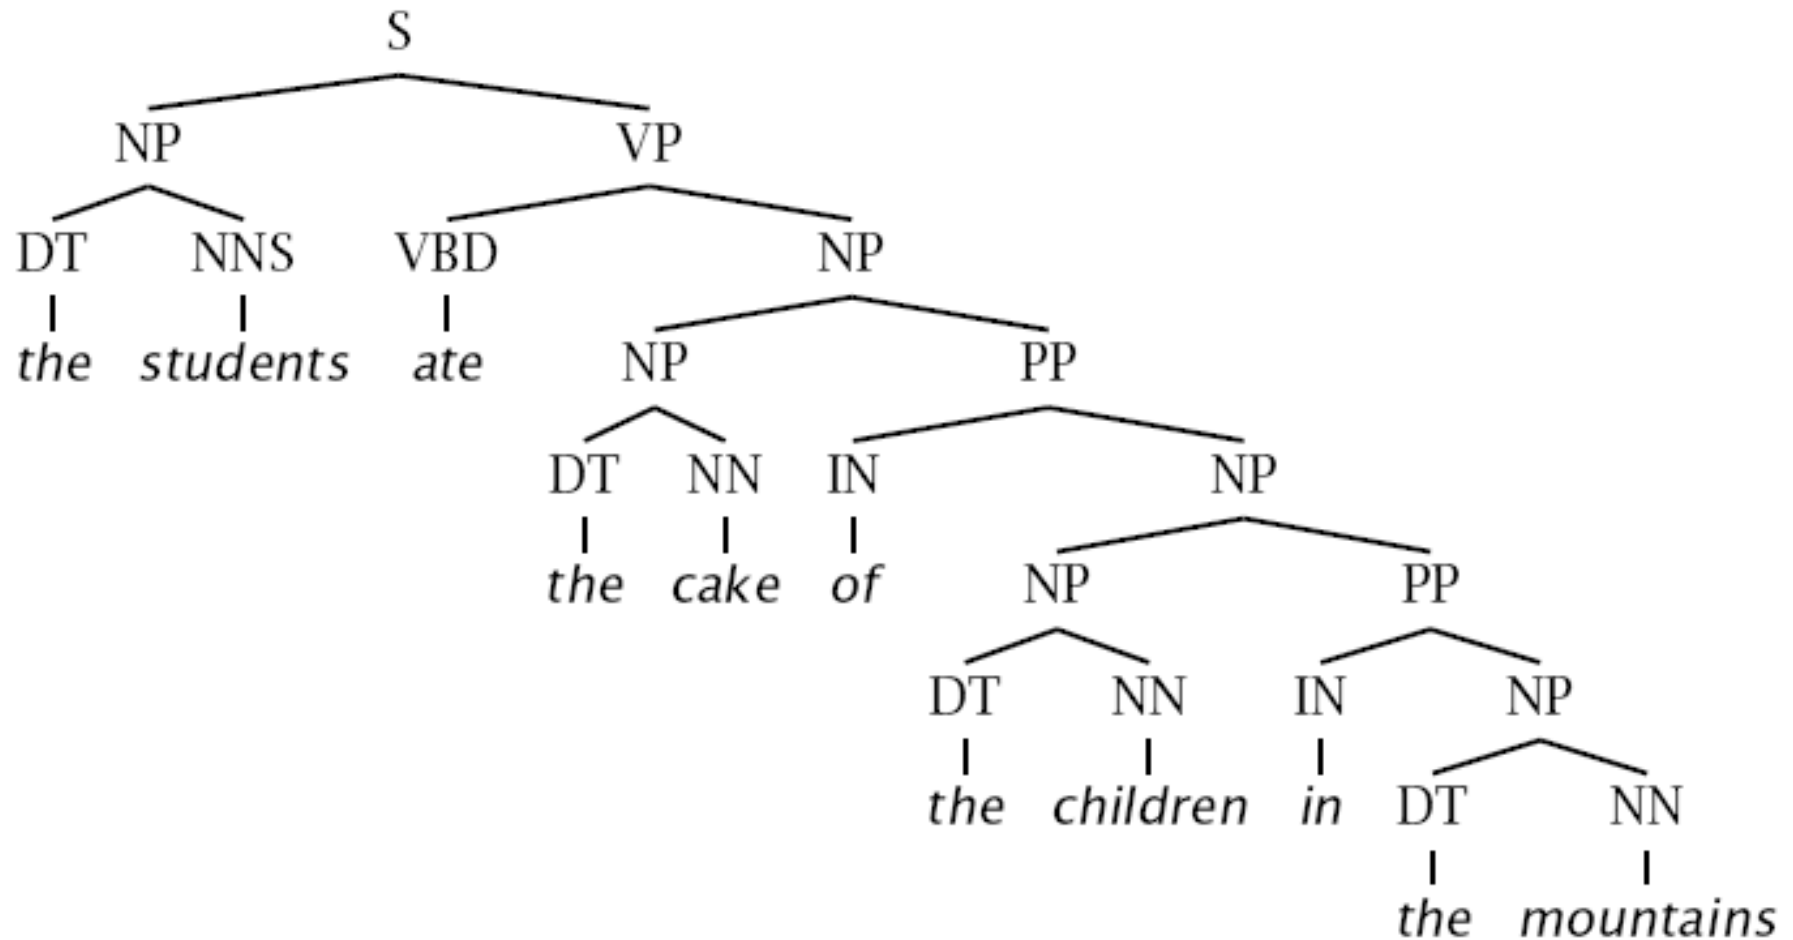 S
NP VP
DT NNS VBD NP
the students ate NP PP
DT NN IN NP
the cake of NP PP
DT NN IN NP
the children in DT NN
the mountains